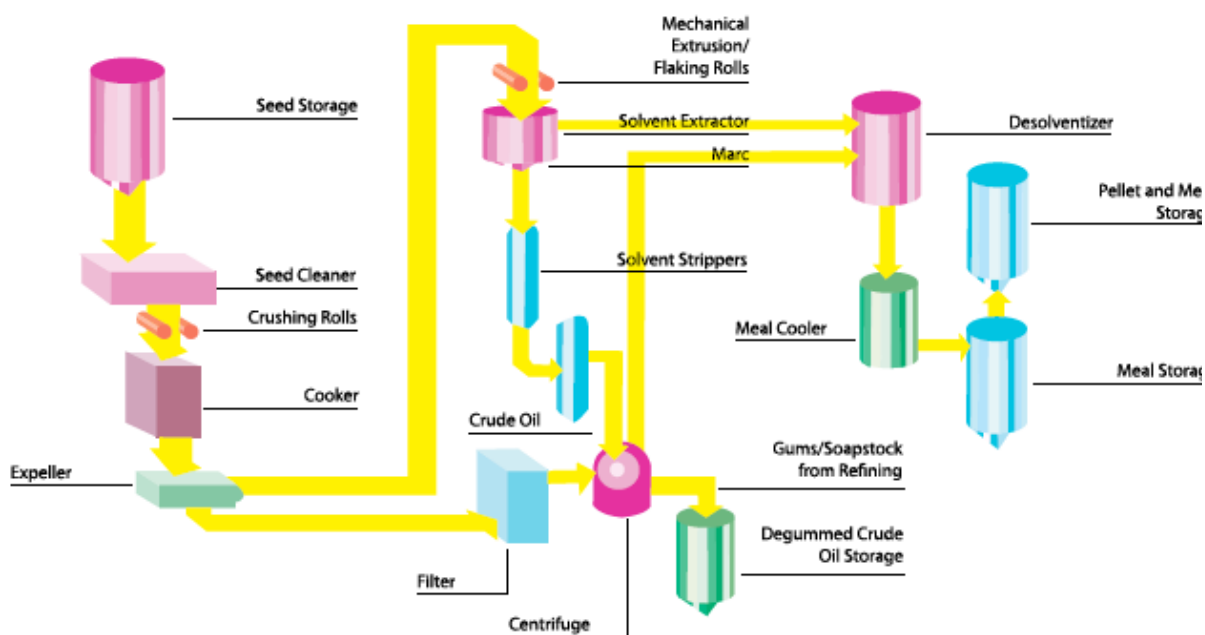 Mechanical
Extrusion/
Flaking Rolls
Seed Storage
Solvent Extractor
Desolventizer
Marc
Pellet and Me
Storag
Solvent Strippers
Seed Cleaner
Crushing Rolls
Meal Cooler
Meal Storag
Cooker
Crude Oil
Expeller
Gums/Soapstock
from Refining
Degummed Crude
Oil Storage
Filter
Centrifuge